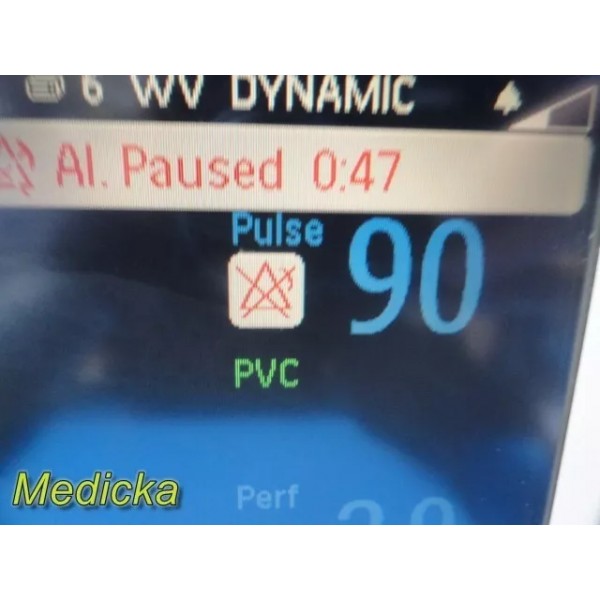 6 WV DYNAMIC
Al. Paused 0:47
Pulse
90
PVC
Medicka
Perf